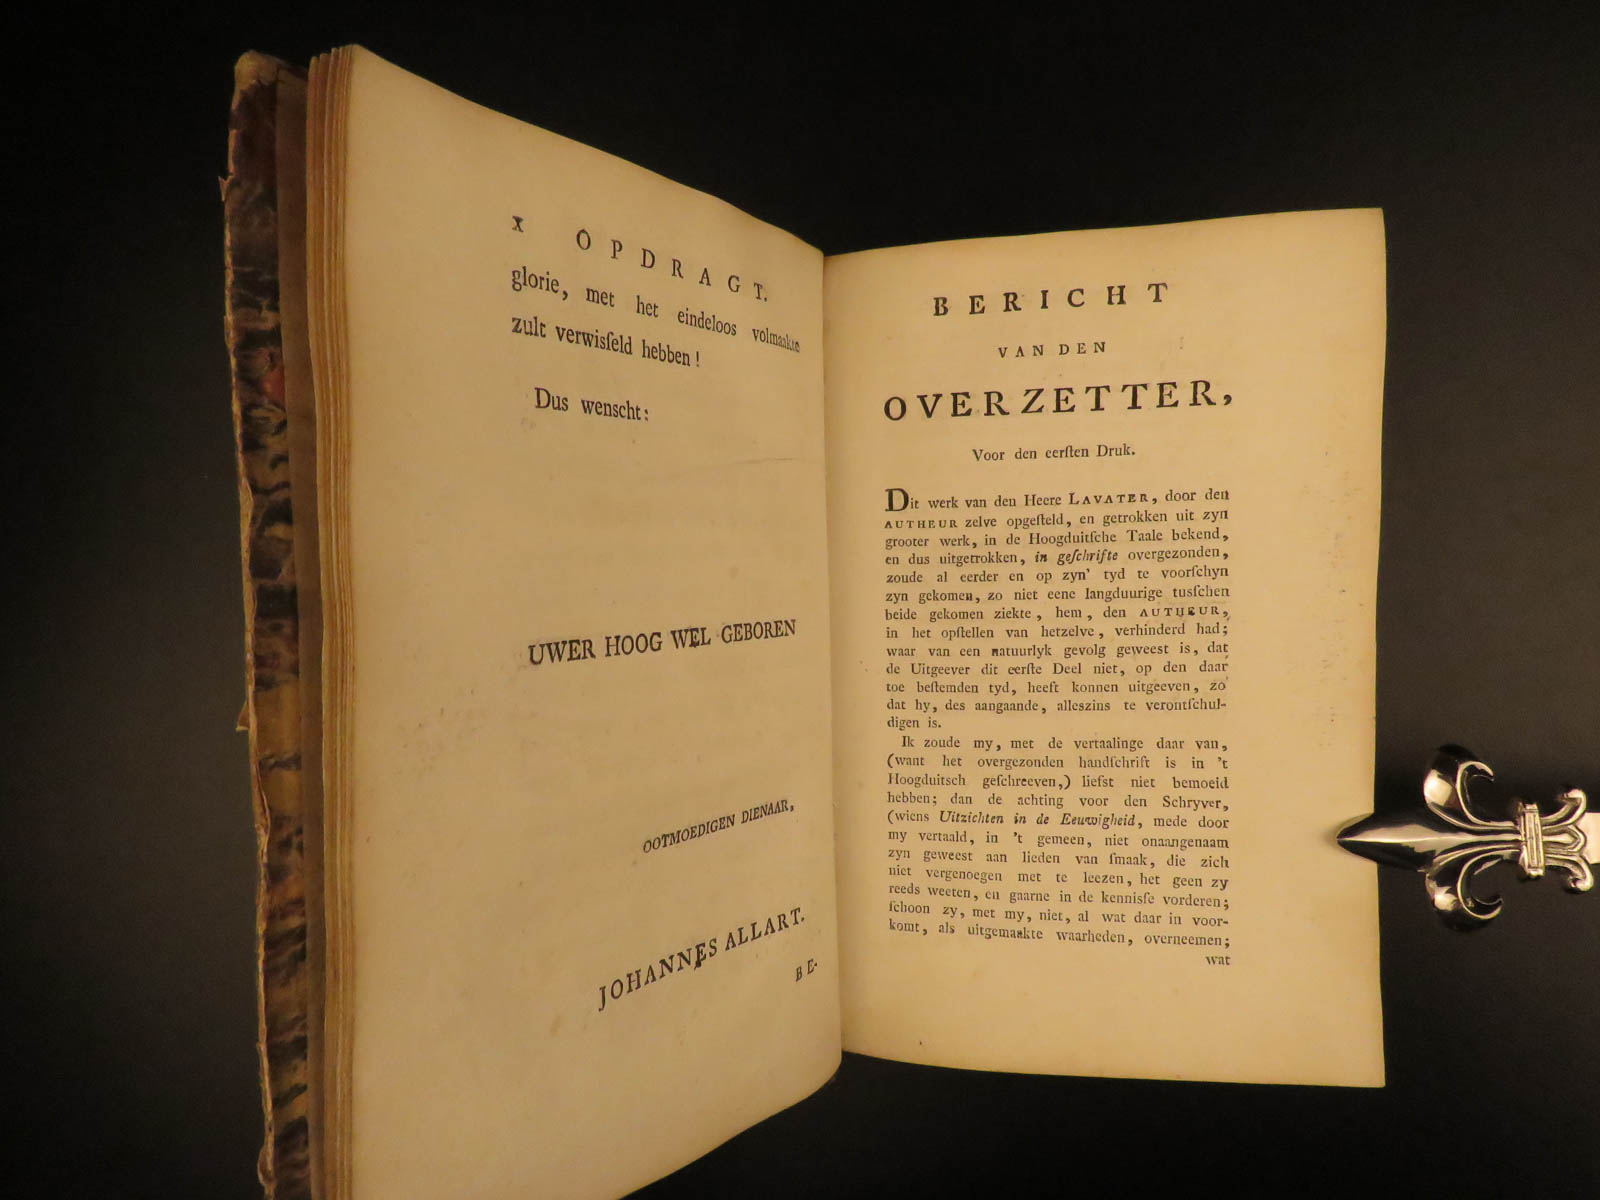 x OPDRAGT.
glorie, met het eindeloos volmaakte
zult verwisſeld hebben!
Dus wenscht:
UWER HOOG WEL GEBOREN
OOTMOEDIGEN DIENAAR,
JOHANNES ALLART.
BE-
BERICHT
VAN DEN
OVERZETTER,
Voor den eerſten Druk.
Dit werk van den Heere LAVATER, door den
AUTHEUR zelve opgeſteld, en getrokken uit zyn
grooter werk, in de Hoogduitſche Taale bekend,
en dus uitgetrokken, in geſchrifte overgezonden,
zoude al eerder en op zyn' tyd te voorſchyn
zyn gekomen, zo niet eene langduurige tusſchen
beide gekomen ziekte, hem, den AUTHEUR,
in het opſtellen van hetzelve, verhinderd had;
waar van een natuurlyk gevolg geweest is, dat
de Uitgeever dit eerſte Deel niet, op den daar
toe beſtemden tyd, heeft konnen uitgeeven, zo
dat hy, des aangaande, alleszins te verontſchul-
digen is.
Ik zoude my, met de vertaalinge daar van,
(want het overgezonden handſchrift is in 't
Hoogduitsch geſchreeven,) liefst niet bemoeid
hebben; dan de achting voor den Schryver,
(wiens Uitzichten in de Eeuwigheid, mede door
my vertaald, in 't gemeen, niet onaangenaam
zyn geweest aan lieden van ſmaak, die zich
niet vergenoegen met te leezen, het geen zy
reeds weeten, en gaarne in de kennisſe vorderen;
ſchoon zy, met my, niet, al wat daar in voor-
komt, als uitgemaakte waarheden, overneemen;
wat